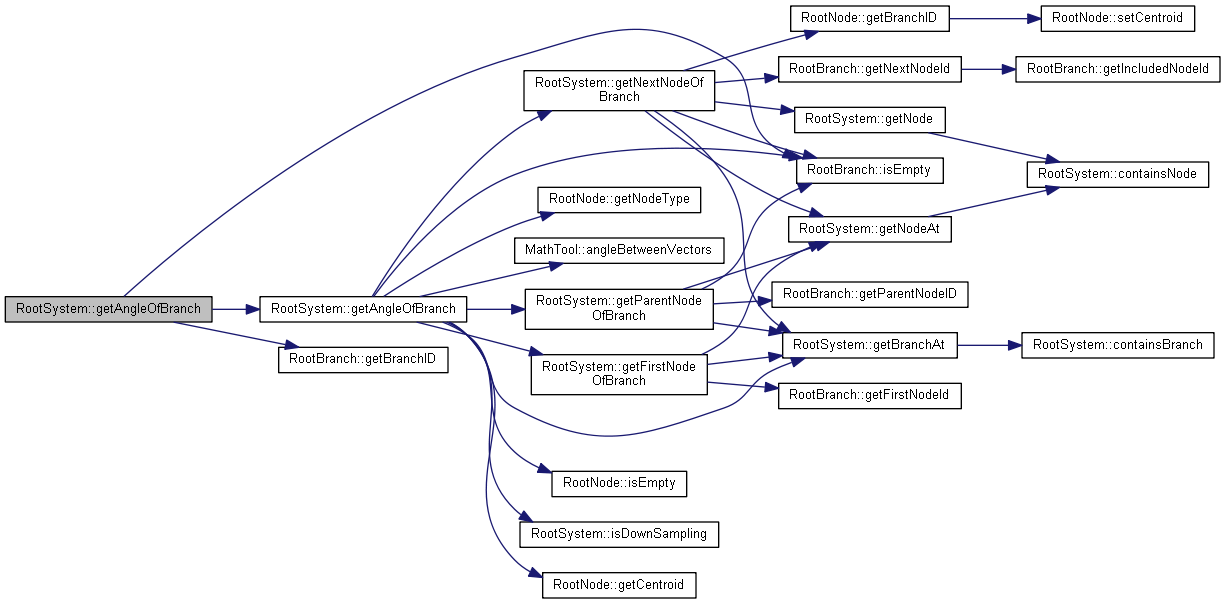 RootNode::getBranchID
RootNode::setCentroid
RootBranch::getNextNodeId
RootBranch::getIncludedNodeId
RootSystem::getNextNodeOf
Branch
RootSystem::getNode
RootBranch::isEmpty
RootSystem::containsNode
RootNode::getNodeType
RootSystem::getNodeAt
MathTool::angleBetweenVectors
RootSystem::getAngleOfBranch
RootSystem::getAngleOfBranch
RootSystem::getParentNode
OfBranch
RootBranch::getParentNodeID
RootBranch::getBranchID
RootSystem::getBranchAt
RootSystem::containsBranch
RootSystem::getFirstNode
OfBranch
RootBranch::getFirstNodeId
RootNode::isEmpty
RootSystem::isDownSampling
RootNode::getCentroid